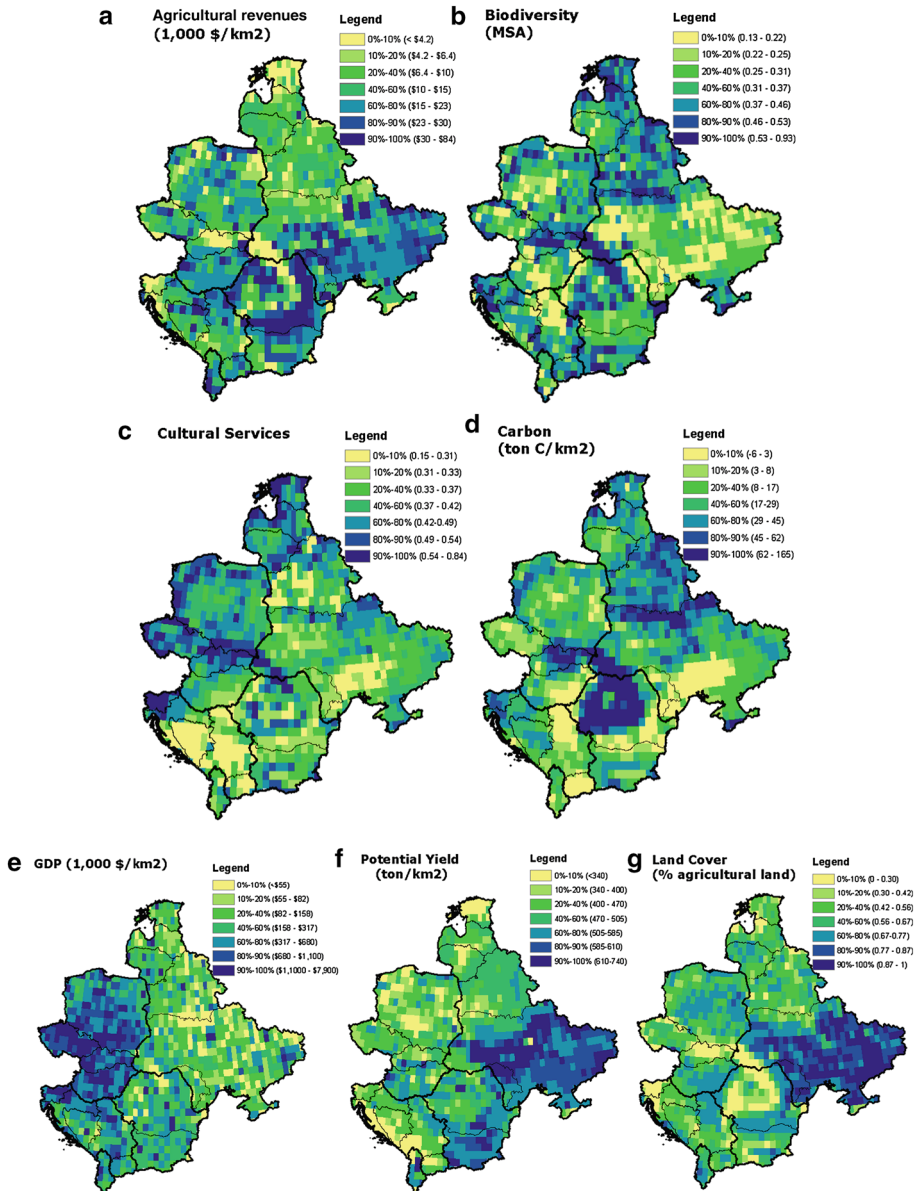 a Agricultural revenues
(1,000 $/km2)
Legend
0%-10% (< $4.2)
10%-20% ($4.2 - $6.4)
20%-40% ($6.4 - $10)
40%-60% ($10 - $15)
60%-80% ($15 - $23)
80%-90% ($23 - $30)
90%-100% ($30 - $84)
b Biodiversity
(MSA)
Legend
0%-10% (0.13 - 0.22)
10%-20% (0.22 - 0.25)
20%-40% (0.25 - 0.31)
40%-60% (0.31 - 0.37)
60%-80% (0.37 - 0.46)
80%-90% (0.46 - 0.53)
90%-100% (0.53 - 0.93)
c Cultural Services
Legend
0%-10% (0.15 - 0.31)
10%-20% (0.31 - 0.33)
20%-40% (0.33 - 0.37)
40%-60% (0.37 - 0.42)
60%-80% (0.42-0.49)
80%-90% (0.49 - 0.54)
90%-100% (0.54 - 0.84)
d Carbon
(ton C/km2)
Legend
0%-10% (-6 - 3)
10%-20% (3 - 8)
20%-40% (8 - 17)
40%-60% (17-29)
60%-80% (29 - 45)
80%-90% (45 - 62)
90%-100% (62 - 165)
e GDP (1,000 $/km2)
Legend
0%-10% (<$55)
10%-20% ($55 - $82)
20%-40% ($82 - $158)
40%-60% ($158 - $317)
60%-80% ($317 - $680)
80%-90% ($680 - $1,100)
90%-100% ($1,1000 - $7,900)
f Potential Yield
(ton/km2)
Legend
0%-10% (<340)
10%-20% (340 - 400)
20%-40% (400 - 470)
40%-60% (470 - 505)
60%-80% (505-585)
80%-90% (585-610)
90%-100% (610-740)
g Land Cover
(% agricultural land)
Legend
0%-10% (0 - 0.30)
10%-20% (0.30 - 0.42)
20%-40% (0.42 - 0.56)
40%-60% (0.56 - 0.67)
60%-80% (0.67-0.77)
80%-90% (0.77 - 0.87)
90%-100% (0.87 - 1)